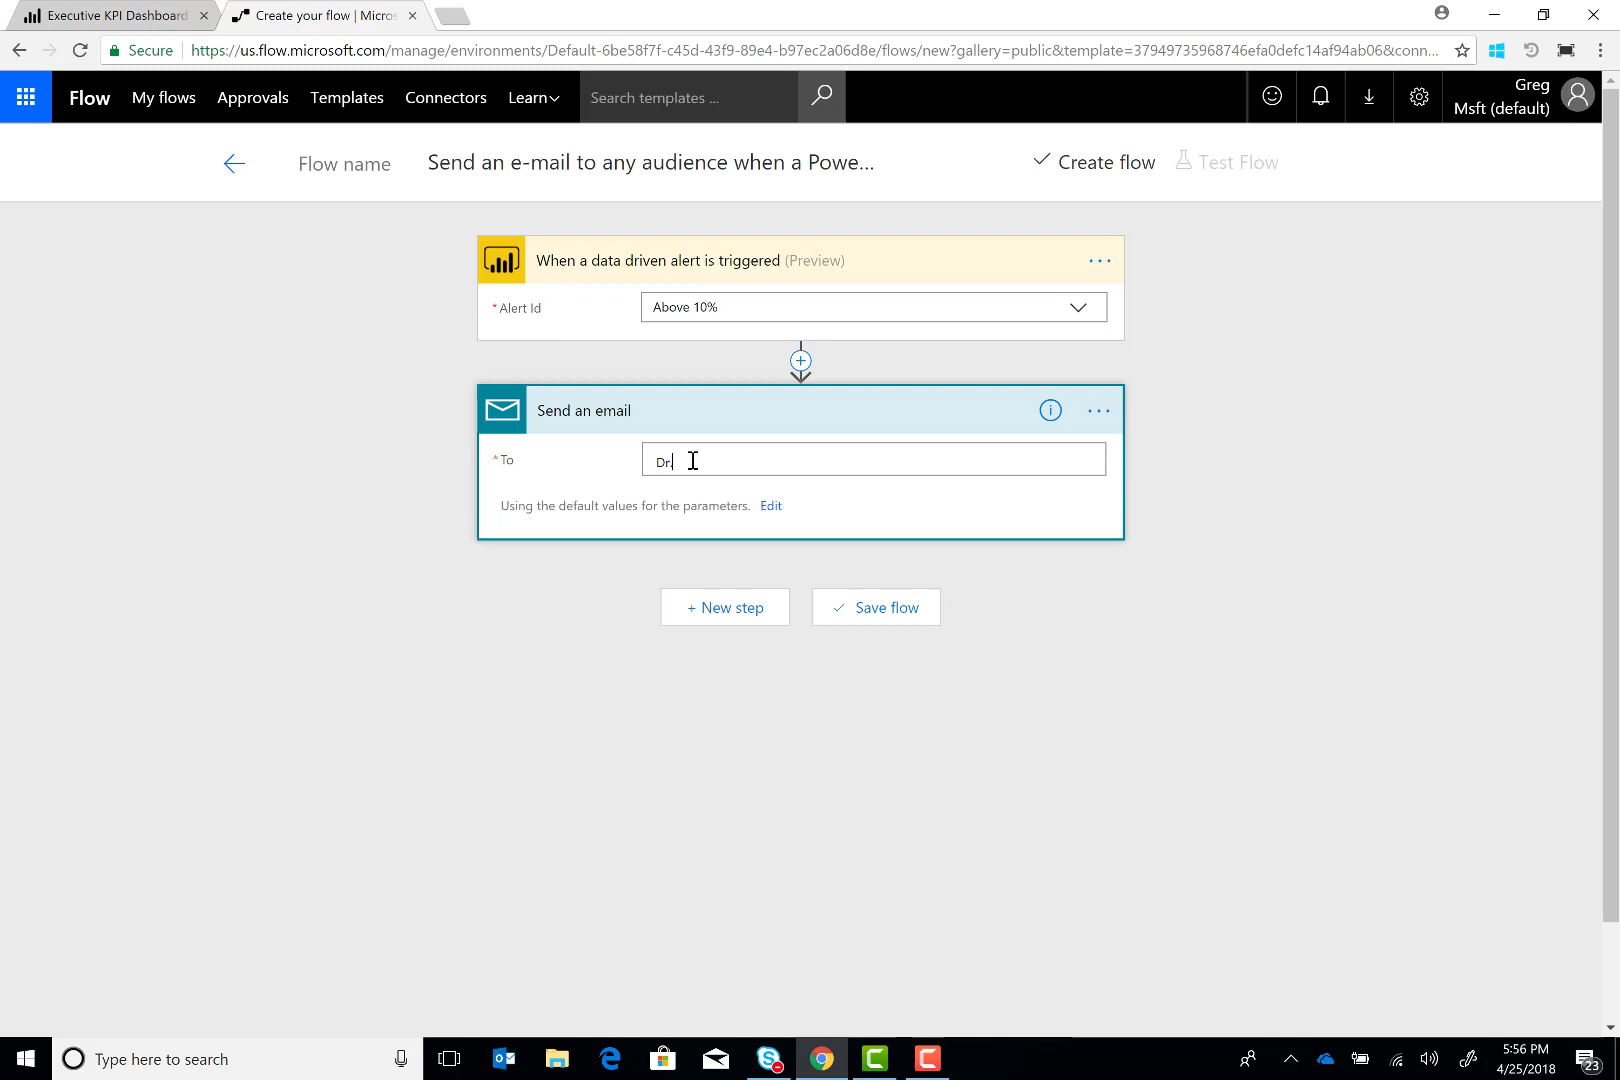 Executive KPI Dashboard
Create your flow | Micros
Secure
https://us.flow.microsoft.com/manage/environments/Default-6be58f7f-c45d-43f9-89e4-b97ec2a06d8e/flows/new?gallery=public&template=37949735968746efa0defc14af94ab06&conn...
Flow My flows Approvals Templates Connectors Learn
Search templates ...
Greg
Msft (default)
Flow name
Send an e-mail to any audience when a Powe...
Create flow
Test Flow
When a data driven alert is triggered (Preview)
* Alert Id
Above 10%
Send an email
* To
Dr.
Using the default values for the parameters. Edit
+ New step
Save flow
Type here to search
5:56 PM
4/25/2018
23